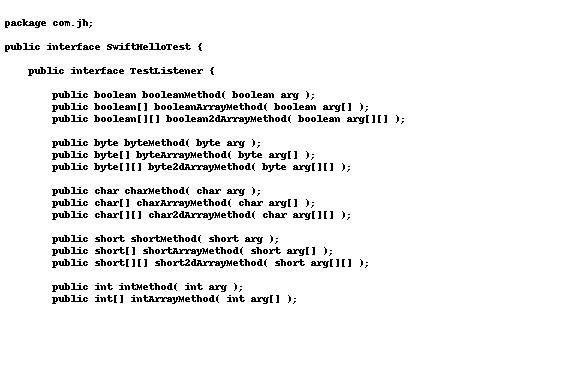 package com.jh;
public interface SwiftHelloTest {
public interface TestListener {
public boolean booleanMethod( boolean arg );
public boolean[] booleanArrayMethod( boolean arg[] );
public boolean[][] boolean2dArrayMethod( boolean arg[][] );
public byte byteMethod( byte arg );
public byte[] byteArrayMethod( byte arg[] );
public byte[][] byte2dArrayMethod( byte arg[][] );
public char charMethod( char arg );
public char[] charArrayMethod( char arg[] );
public char[][] char2dArrayMethod( char arg[][] );
public short shortMethod( short arg );
public short[] shortArrayMethod( short arg[] );
public short[][] short2dArrayMethod( short arg[][] );
public int intMethod( int arg );
public int[] intArrayMethod( int arg[] );